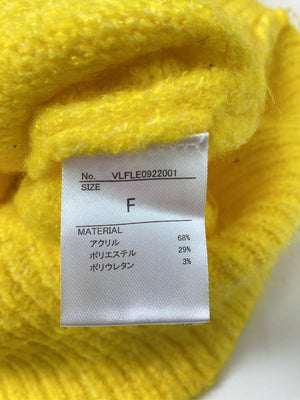 No. VLFLE0922001
SIZE
F
MATERIAL
アクリル 68%
ポリエステル 29%
ポリウレタン 3%